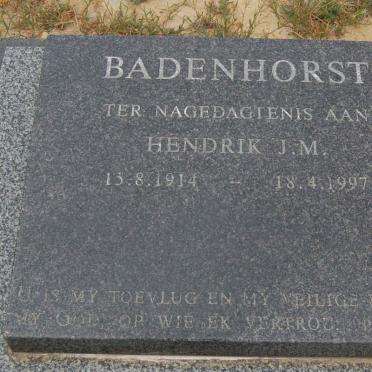 BADENHORST
TER NAGEDAGTENIS AAN
HENDRIK J.M.
13.8.1914 – 18.4.1997
U IS MY TOEVLUG EN MY VEILIGE
MY GOD, OP WIE EK VERTROU.